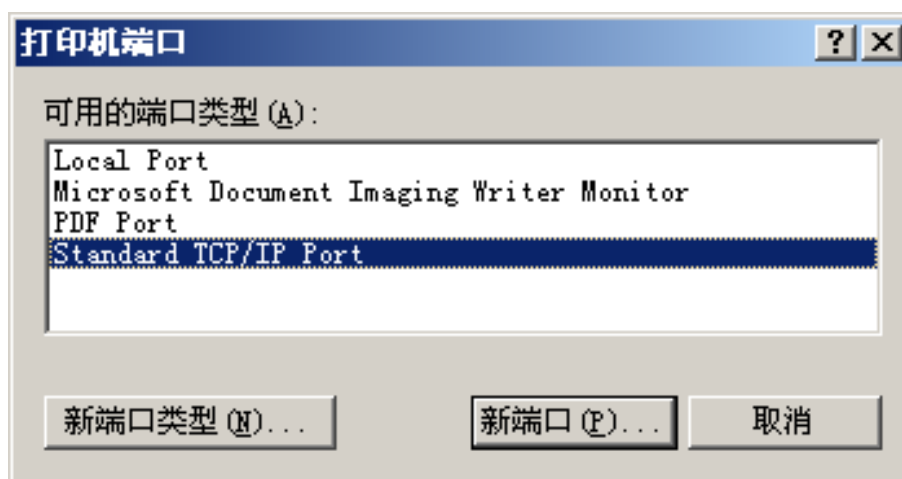 打印机端口
可用的端口类型(A):
Local Port
Microsoft Document Imaging Writer Monitor
PDF Port
Standard TCP/IP Port
新端口类型(N)... 新端口(P)... 取消